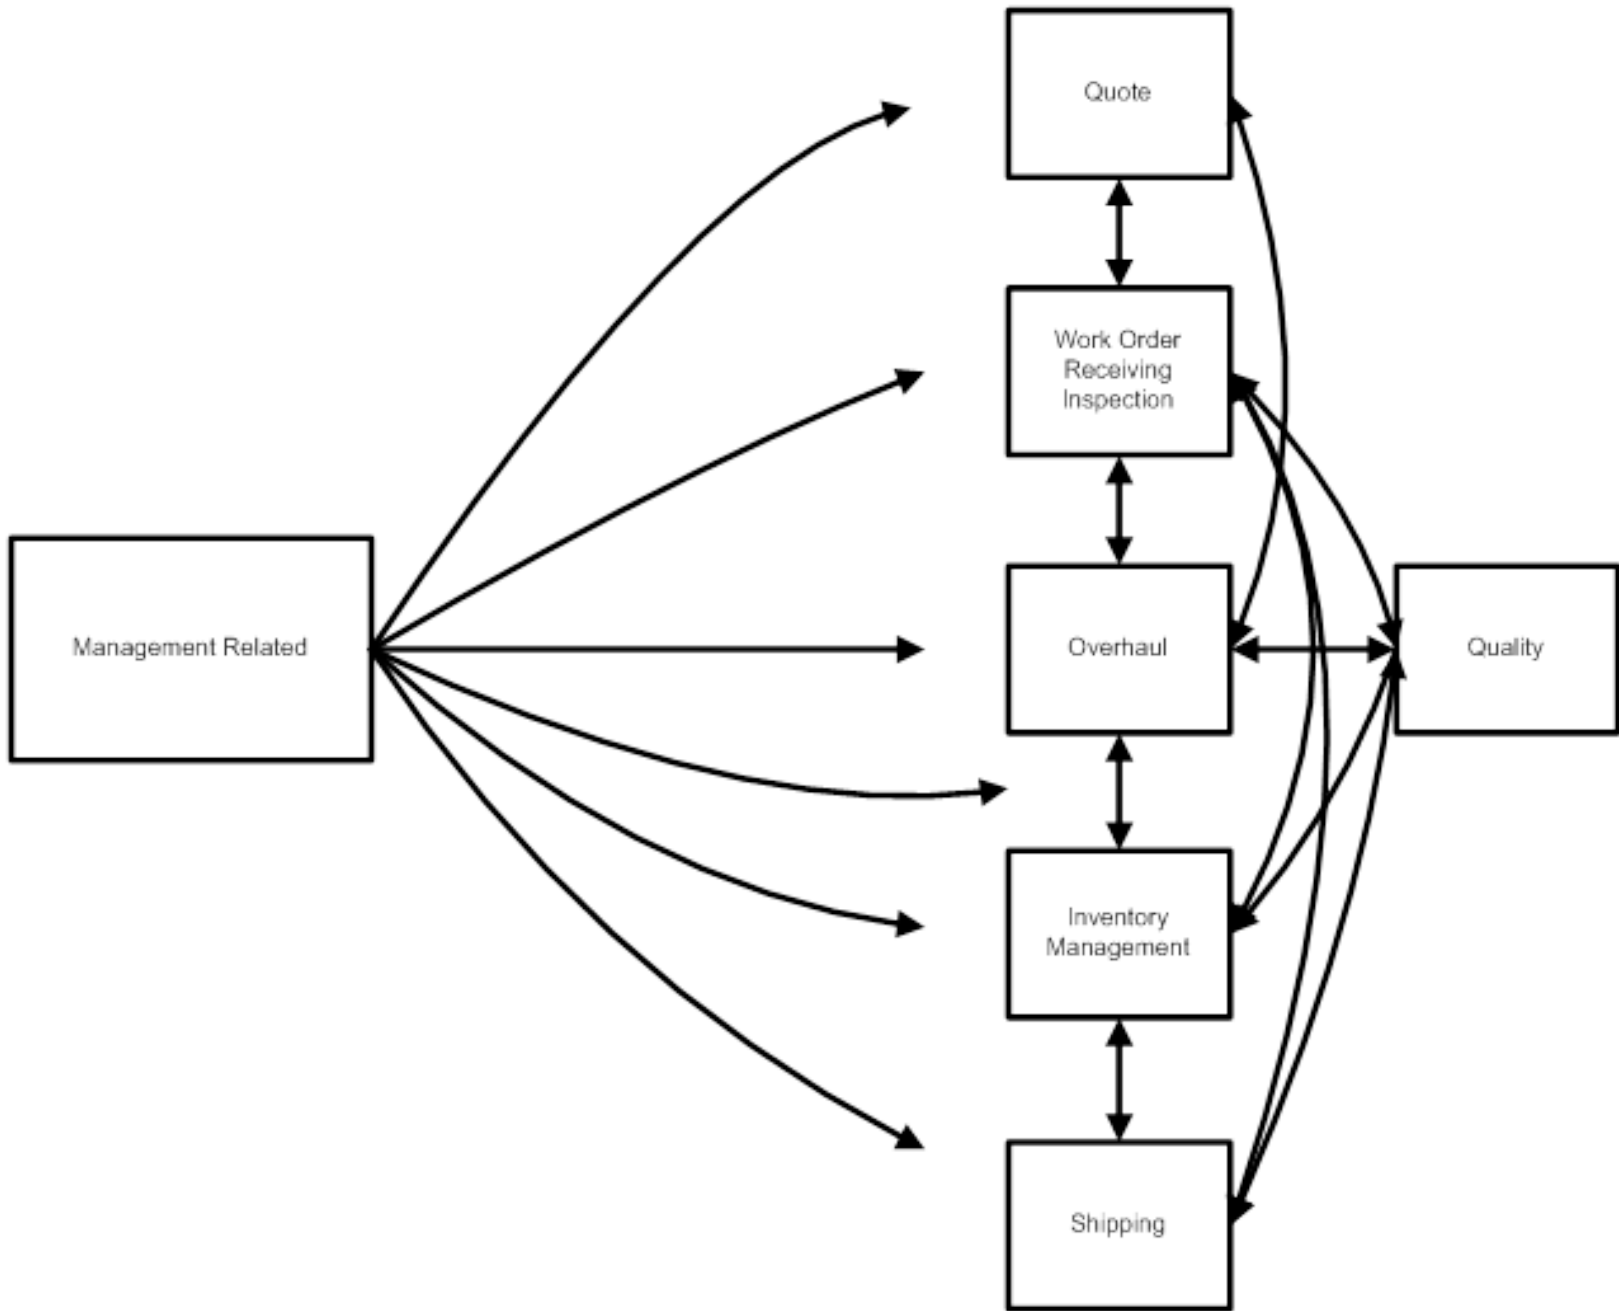 Quote
Work Order
Receiving
Inspection
Management Related
Overhaul
Quality
Inventory
Management
Shipping